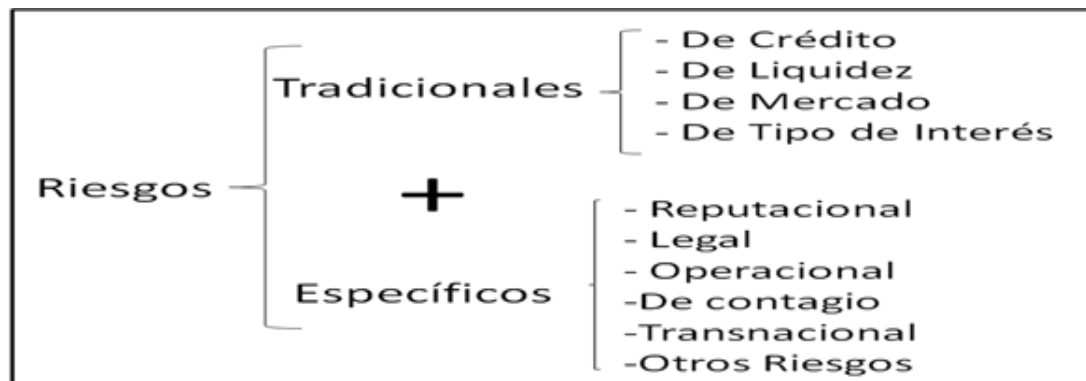 Riesgos
Tradicionales
- De Crédito
- De Liquidez
- De Mercado
- De Tipo de Interés
+
Específicos
- Reputacional
- Legal
- Operacional
-De contagio
-Transnacional
-Otros Riesgos